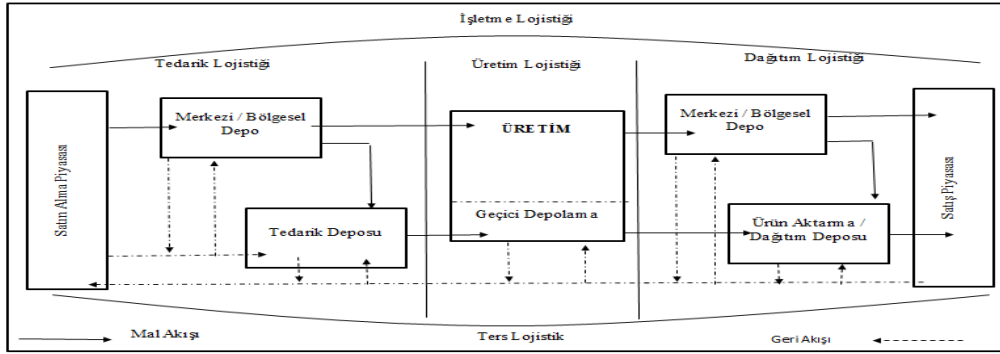 İşletme Lojistiği
Tedarik Lojistiği
Üretim Lojistiği
Dağıtım Lojistiği
Satın Alma Piyasası
Merkezi / Bölgesel
Depo
ÜRETİM
Merkezi / Bölgesel
Depo
Satış Piyasası
Tedarik Deposu
Geçici Depolama
Ürün Aktarma /
Dağıtım Deposu
Mal Akışı
Ters Lojistik
Geri Akışı